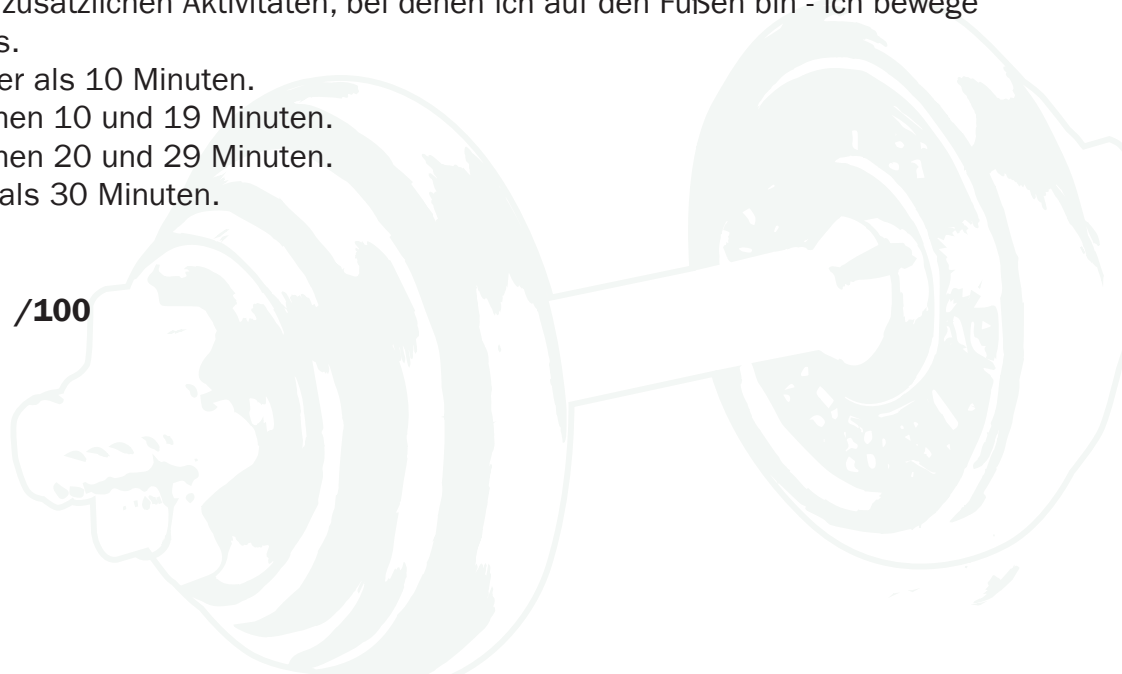 zusätzlichen Aktivitäten, bei denen ich auf den Füßen bin - ich bewege
s.
er als 10 Minuten.
hen 10 und 19 Minuten.
hen 20 und 29 Minuten.
als 30 Minuten.
/100